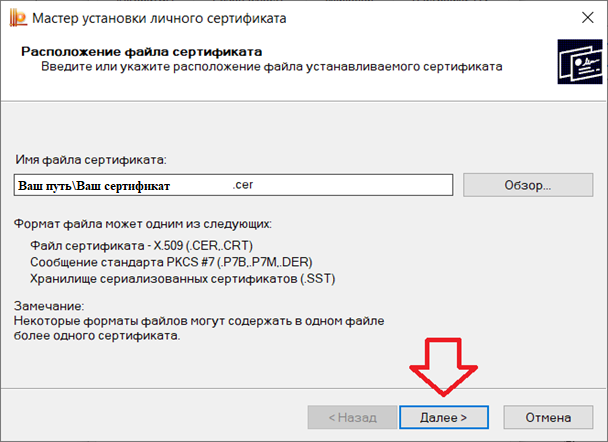 Мастер установки личного сертификата
Расположение файла сертификата
Введите или укажите расположение файла устанавливаемого сертификата
Имя файла сертификата:
Ваш путь\Ваш сертификат .cer
Обзор...
Формат файла может одним из следующих:
Файл сертификата - X.509 (.CER,.CRT)
Сообщение стандарта PKCS #7 (.P7B,.P7M,.DER)
Хранилище сериализованных сертификатов (.SST)
Замечание:
Некоторые форматы файлов могут содержать в одном файле
более одного сертификата.
< Назад Далее > Отмена